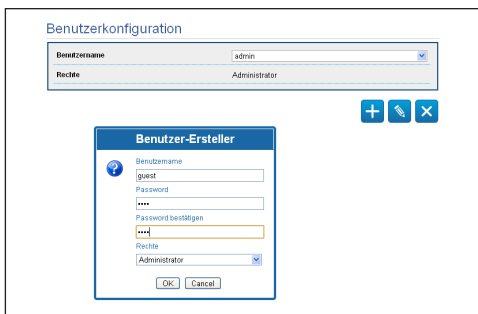 Benutzerkonfiguration
Benutzername admin
Rechte Administrator
Benutzer-Ersteller
Benutzername
guest
Password
••••
Password bestätigen
••••
Rechte
Administrator
OK Cancel